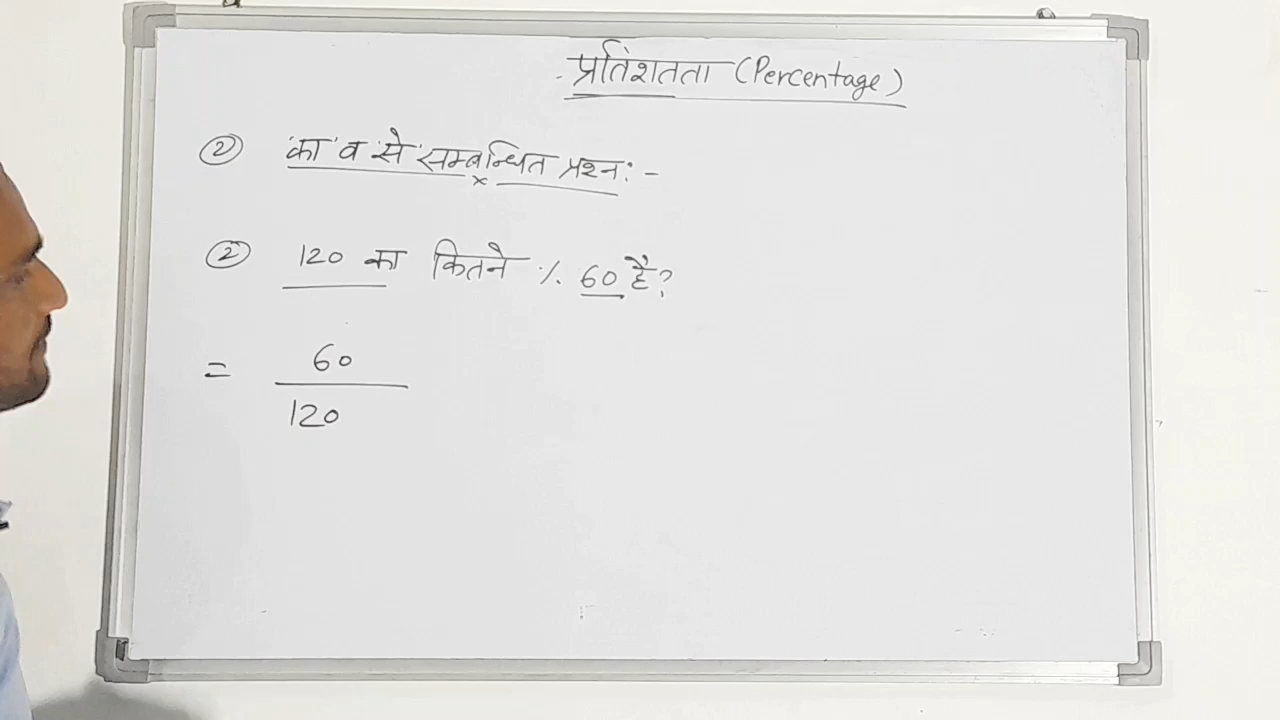 प्रतिशतता (Percentage)
② 'का' व 'से' सम्बन्धित प्रश्न :-
② 120 का कितने % 60 है?
= 60
120